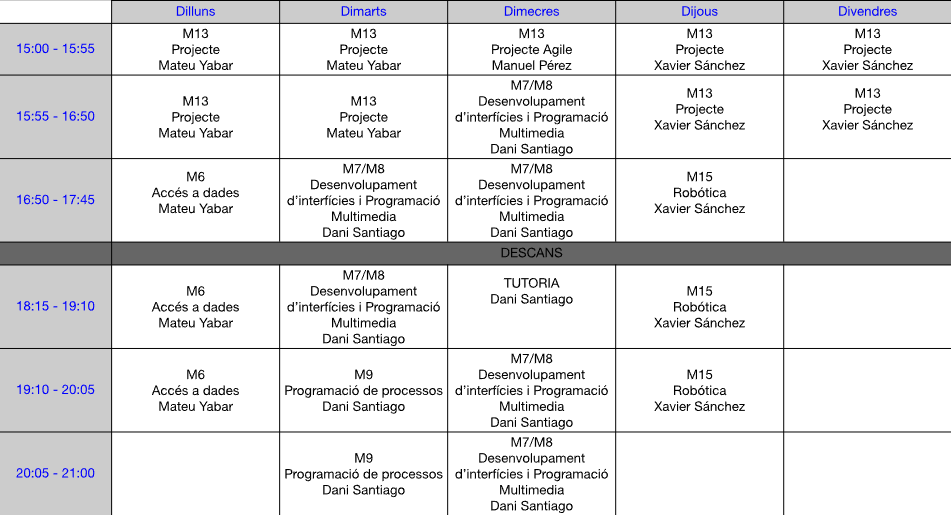 Dilluns Dimarts Dimecres Dijous Divendres
15:00 - 15:55
M13
Projecte
Mateu Yabar
M13
Projecte
Mateu Yabar
M13
Projecte Agile
Manuel Pérez
M13
Projecte
Xavier Sánchez
M13
Projecte
Xavier Sánchez
15:55 - 16:50
M13
Projecte
Mateu Yabar
M13
Projecte
Mateu Yabar
M7/M8
Desenvolupament
d'interfícies i Programació
Multimedia
Dani Santiago
M13
Projecte
Xavier Sánchez
M13
Projecte
Xavier Sánchez
16:50 - 17:45
M6
Accés a dades
Mateu Yabar
M7/M8
Desenvolupament
d'interfícies i Programació
Multimedia
Dani Santiago
M7/M8
Desenvolupament
d'interfícies i Programació
Multimedia
Dani Santiago
M15
Robótica
Xavier Sánchez
DESCANS
18:15 - 19:10
M6
Accés a dades
Mateu Yabar
M7/M8
Desenvolupament
d'interfícies i Programació
Multimedia
Dani Santiago
TUTORIA
Dani Santiago
M15
Robótica
Xavier Sánchez
19:10 - 20:05
M6
Accés a dades
Mateu Yabar
M9
Programació de processos
Dani Santiago
M7/M8
Desenvolupament
d'interfícies i Programació
Multimedia
Dani Santiago
M15
Robótica
Xavier Sánchez
20:05 - 21:00
M9
Programació de processos
Dani Santiago
M7/M8
Desenvolupament
d'interfícies i Programació
Multimedia
Dani Santiago